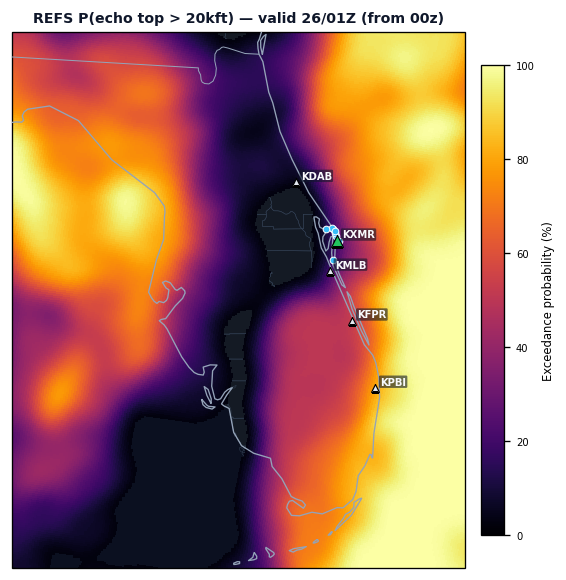 REFS P(echo top > 20kft) — valid 26/01Z (from 00z)
KDAB
KXMR
KMLB
KFPR
KPBI
100
80
60
40
20
0
Exceedance probability (%)